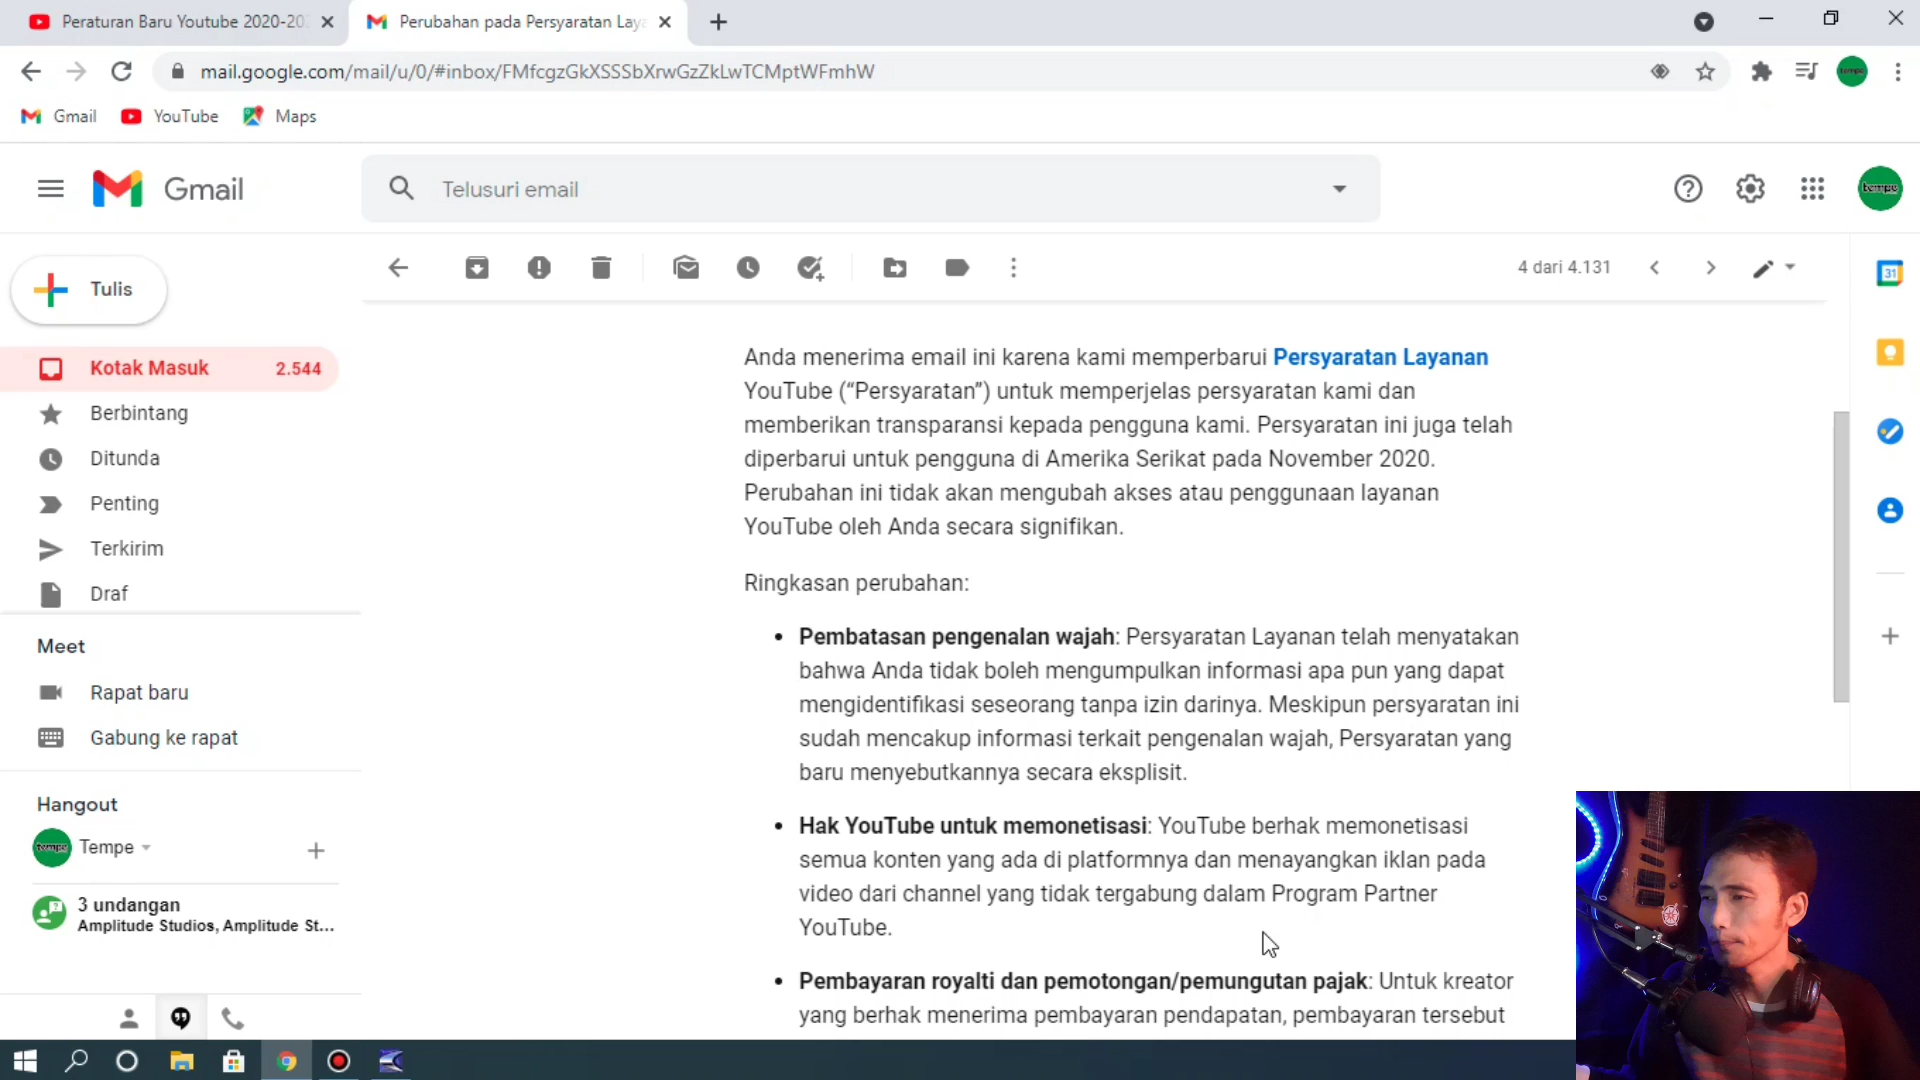 Peraturan Baru Youtube 2020-20
Perubahan pada Persyaratan Lay
mail.google.com/mail/u/0/#inbox/FMfcgzGkXSSSbXrwGzZkLwTCMptWFmhW
Gmail
YouTube
Maps
Gmail
Telusuri email
tempe
Tulis
4 dari 4.131
31
Kotak Masuk 2.544
Berbintang
Ditunda
Penting
Terkirim
Draf
Meet
Rapat baru
Gabung ke rapat
Hangout
tempe
Tempe
3 undangan
Amplitude Studios, Amplitude St...
Anda menerima email ini karena kami memperbarui Persyaratan Layanan
YouTube (“Persyaratan”) untuk memperjelas persyaratan kami dan
memberikan transparansi kepada pengguna kami. Persyaratan ini juga telah
diperbarui untuk pengguna di Amerika Serikat pada November 2020.
Perubahan ini tidak akan mengubah akses atau penggunaan layanan
YouTube oleh Anda secara signifikan.
Ringkasan perubahan:
• Pembatasan pengenalan wajah: Persyaratan Layanan telah menyatakan
bahwa Anda tidak boleh mengumpulkan informasi apa pun yang dapat
mengidentifikasi seseorang tanpa izin darinya. Meskipun persyaratan ini
sudah mencakup informasi terkait pengenalan wajah, Persyaratan yang
baru menyebutkannya secara eksplisit.
• Hak YouTube untuk memonetisasi: YouTube berhak memonetisasi
semua konten yang ada di platformnya dan menayangkan iklan pada
video dari channel yang tidak tergabung dalam Program Partner
YouTube.
• Pembayaran royalti dan pemotongan/pemungutan pajak: Untuk kreator
yang berhak menerima pembayaran pendapatan, pembayaran tersebut